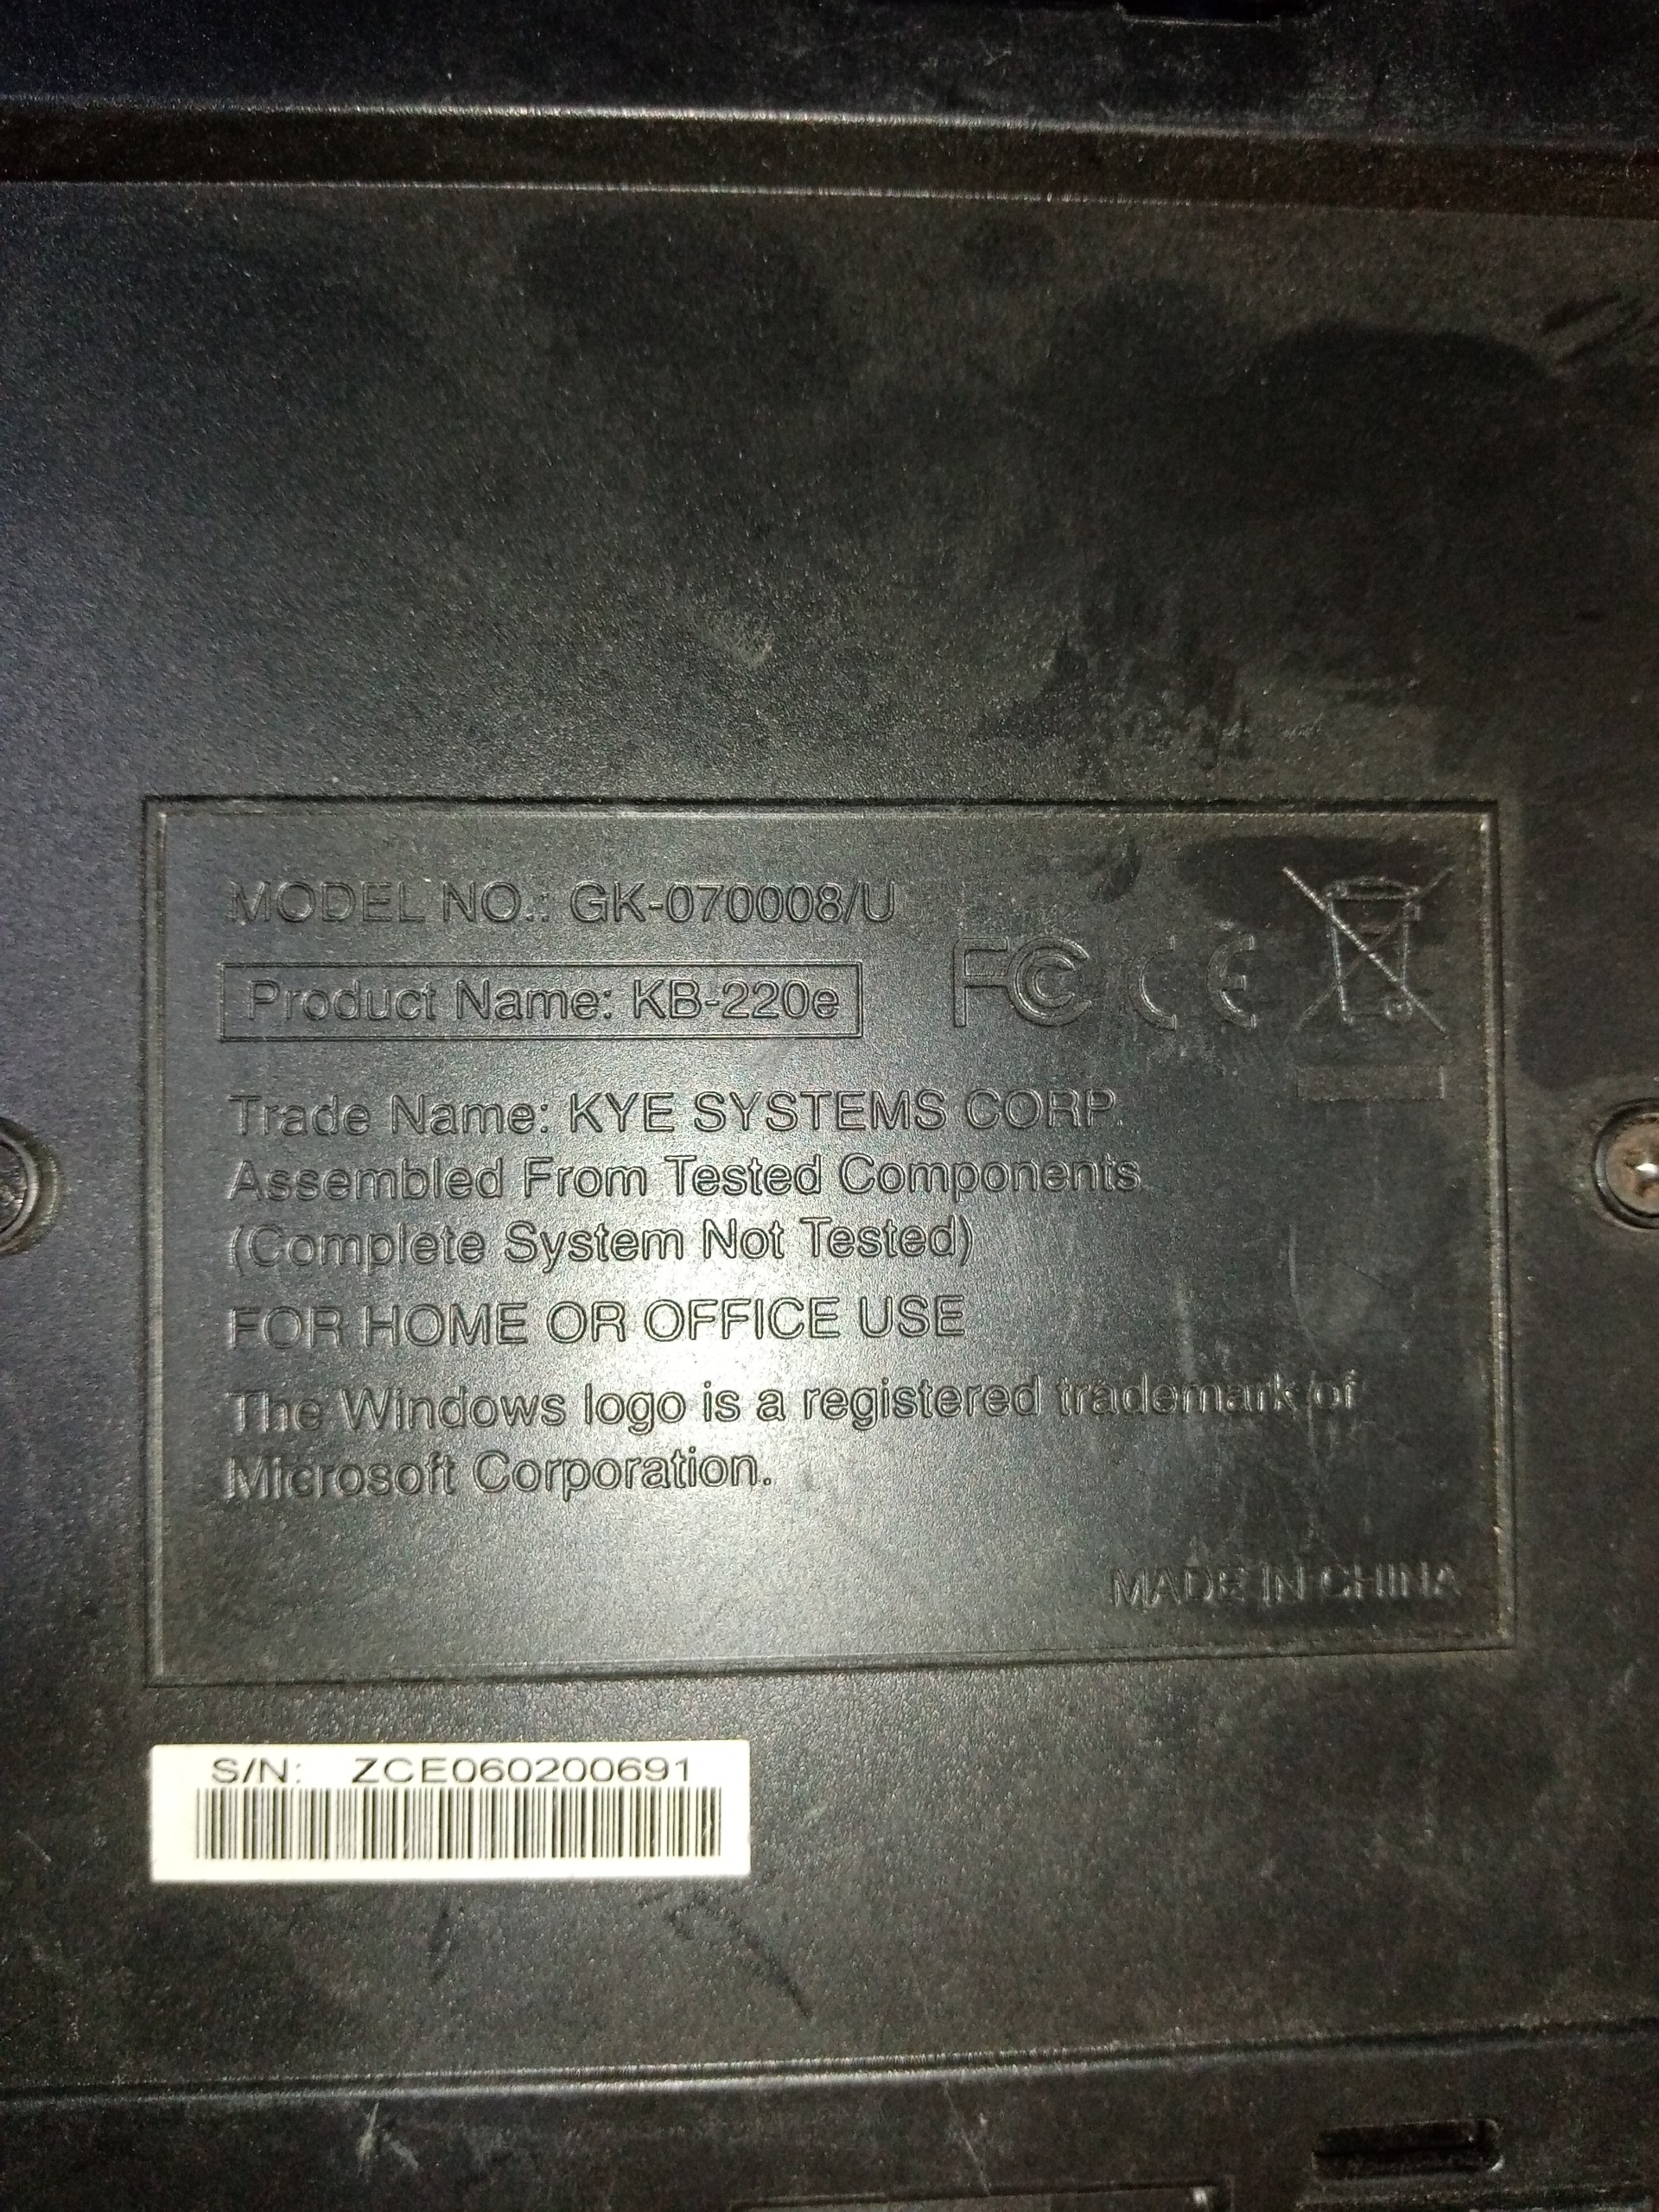 MODEL NO.: GK-070008/U
Product Name: KB-220e
FC CE
Trade Name: KYE SYSTEMS CORP.
Assembled From Tested Components
(Complete System Not Tested)
FOR HOME OR OFFICE USE
The Windows logo is a registered trademark of
Microsoft Corporation.
MADE IN CHINA
S/N: ZCE060200691